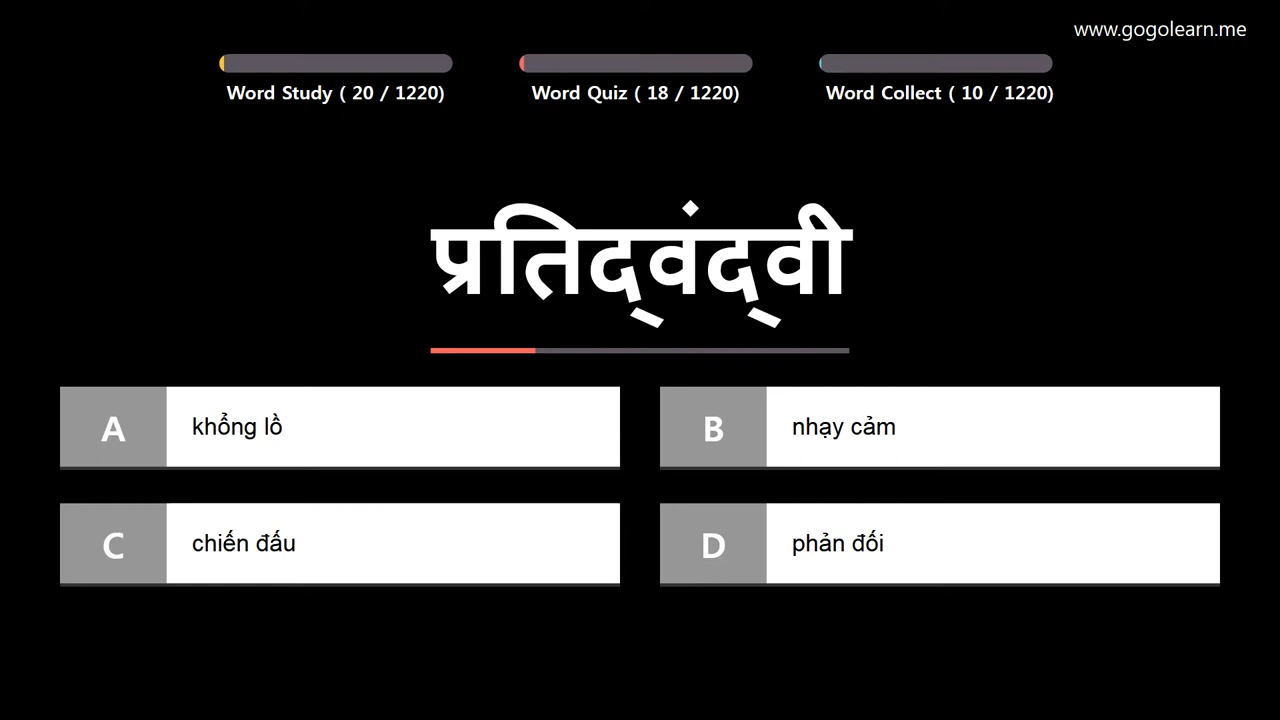 www.gogolearn.me
Word Study ( 20 / 1220)
Word Quiz ( 18 / 1220)
Word Collect ( 10 / 1220)
प्रतिद्‌वंद्‌वी
A khổng lồ
B nhạy cảm
C chiến đấu
D phản đối